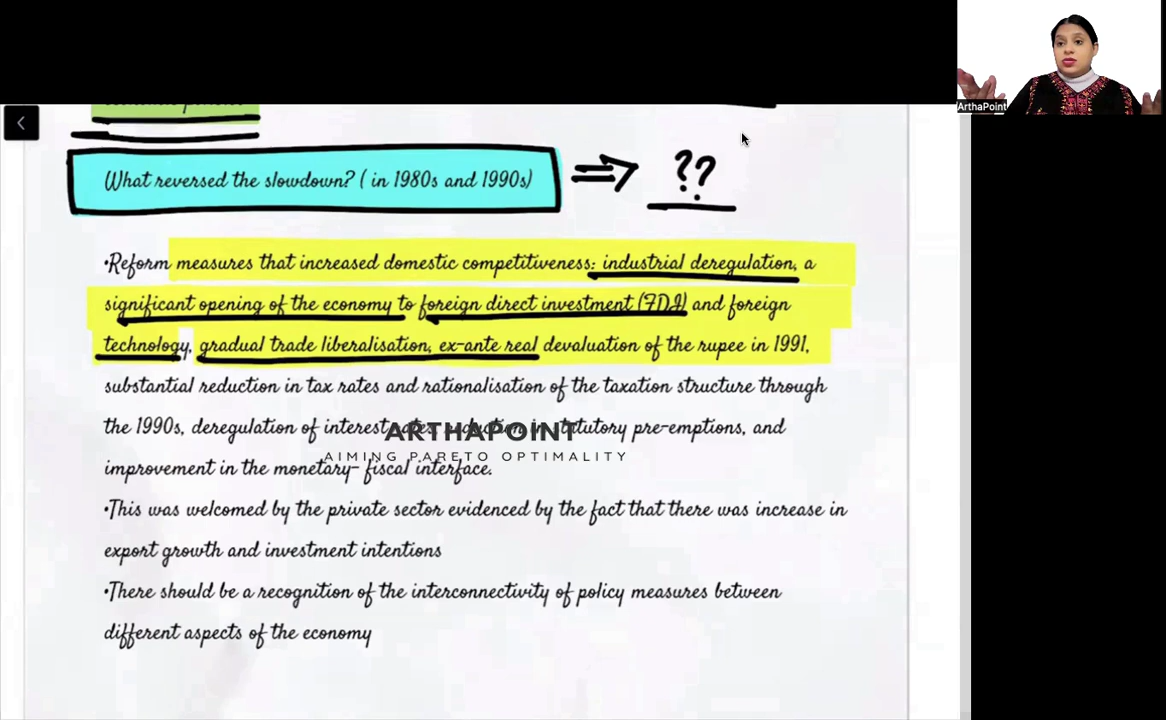 ArthaPoint
What reversed the slowdown? ( in 1980s and 1990s)
??
•Reform measures that increased domestic competitiveness: industrial deregulation, a
significant opening of the economy to foreign direct investment (FDI) and foreign
technology, gradual trade liberalisation, ex-ante real devaluation of the rupee in 1991,
substantial reduction in tax rates and rationalisation of the taxation structure through
the 1990s, deregulation of interest statutory pre-emptions, and
ARTHAPOINT
AIMING PARETO OPTIMALITY
improvement in the monetary- fiscal interface.
•This was welcomed by the private sector evidenced by the fact that there was increase in
export growth and investment intentions
•There should be a recognition of the interconnectivity of policy measures between
different aspects of the economy